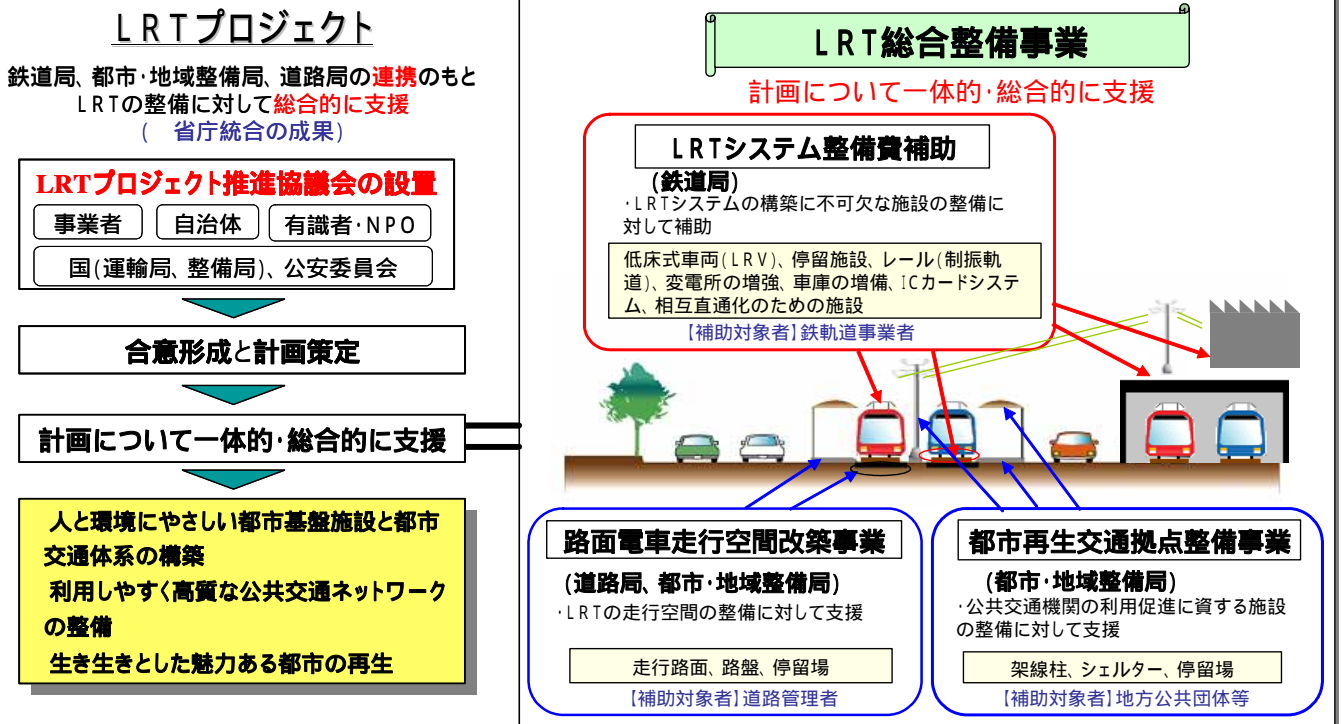 LRTプロジェクト
鉄道局、都市･地域整備局、道路局の連携のもと
LRTの整備に対して総合的に支援
( 省庁統合の成果)
LRTプロジェクト推進協議会の設置
事業者
自治体
有識者･NPO
国(運輸局、整備局)、公安委員会
合意形成と計画策定
計画について一体的･総合的に支援
人と環境にやさしい都市基盤施設と都市
交通体系の構築
利用しやすく高質な公共交通ネットワーク
の整備
生き生きとした魅力ある都市の再生
LRT総合整備事業
計画について一体的･総合的に支援
LRTシステム整備費補助
(鉄道局)
･LRTシステムの構築に不可欠な施設の整備に
対して補助
低床式車両(LRV)、停留施設、レール(制振軌
道)、変電所の増強、車庫の増備、ICカードシステ
ム、相互直通化のための施設
【補助対象者】鉄軌道事業者
路面電車走行空間改築事業
(道路局、都市･地域整備局)
･LRTの走行空間の整備に対して支援
走行路面、路盤、停留場
【補助対象者】道路管理者
都市再生交通拠点整備事業
(都市･地域整備局)
･公共交通機関の利用促進に資する施設
の整備に対して支援
架線柱、シェルター、停留場
【補助対象者】地方公共団体等